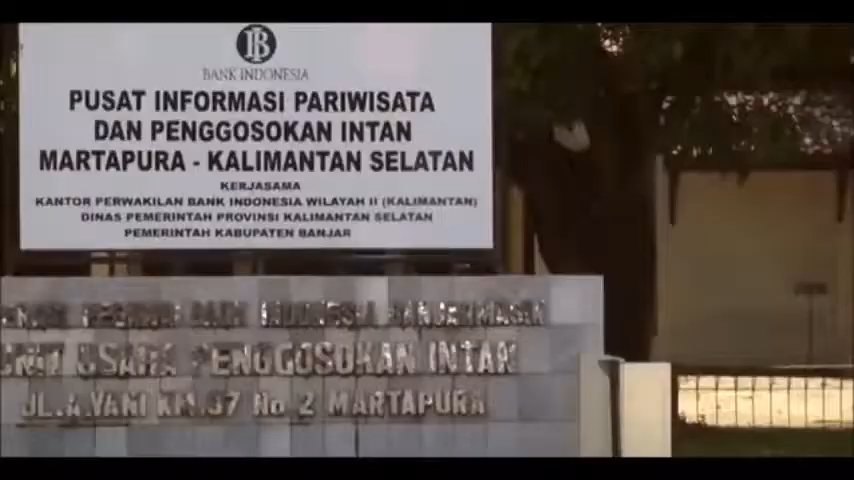 BANK INDONESIA
PUSAT INFORMASI PARIWISATA
DAN PENGGOSOKAN INTAN
MARTAPURA - KALIMANTAN SELATAN
KERJASAMA
KANTOR PERWAKILAN BANK INDONESIA WILAYAH II (KALIMANTAN)
DINAS PEMERINTAH PROVINSI KALIMANTAN SELATAN
PEMERINTAH KABUPATEN BANJAR
BANK INDONESIA BANJARMASIN
UNIT USAHA PENGGOSOKAN INTAN
JL.A.YANI KM.37 No.2 MARTAPURA